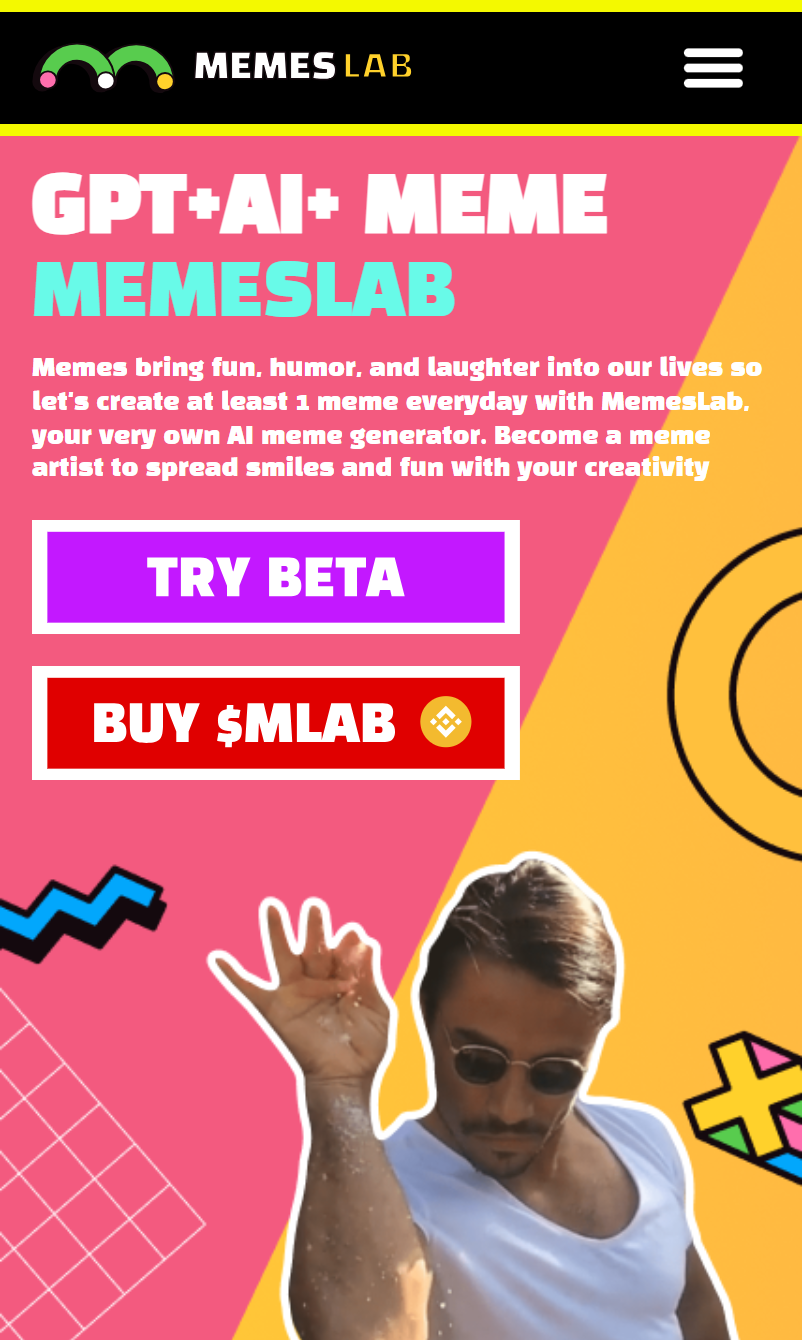 MEMES LAB
GPT+AI+ MEME
MEMESLAB
Memes bring fun, humor, and laughter into our lives so
let's create at least 1 meme everyday with MemesLab,
your very own AI meme generator. Become a meme
artist to spread smiles and fun with your creativity
TRY BETA
BUY $MLAB